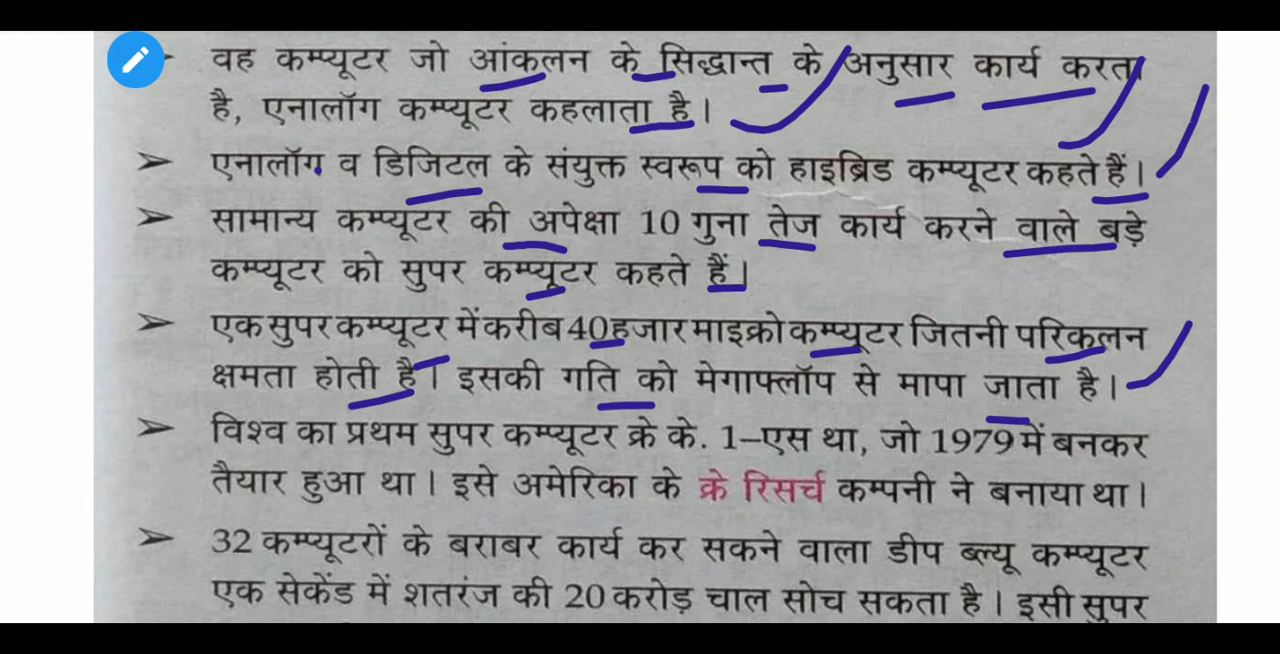 ➢ वह कम्प्यूटर जो आंकलन के सिद्धान्त के अनुसार कार्य करता
है, एनालॉग कम्प्यूटर कहलाता है।
➢ एनालॉग व डिजिटल के संयुक्त स्वरूप को हाइब्रिड कम्प्यूटर कहते हैं।
➢ सामान्य कम्प्यूटर की अपेक्षा 10 गुना तेज कार्य करने वाले बड़े
कम्प्यूटर को सुपर कम्प्यूटर कहते हैं।
➢ एक सुपर कम्प्यूटर में करीब 40 हजार माइक्रो कम्प्यूटर जितनी परिकलन
क्षमता होती है। इसकी गति को मेगाफ्लॉप से मापा जाता है।
➢ विश्व का प्रथम सुपर कम्प्यूटर क्रे के. 1–एस था, जो 1979 में बनकर
तैयार हुआ था। इसे अमेरिका के क्रे रिसर्च कम्पनी ने बनाया था।
➢ 32 कम्प्यूटरों के बराबर कार्य कर सकने वाला डीप ब्ल्यू कम्प्यूटर
एक सेकेंड में शतरंज की 20 करोड़ चाल सोच सकता है। इसी सुपर